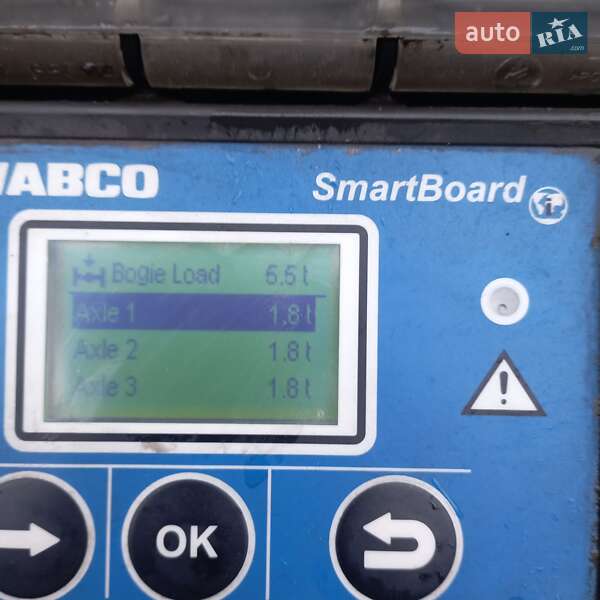 auto RIA .com
WABCO
SmartBoard
Bogie Load 5.5 t
Axle 1 1.8 t
Axle 2 1.8 t
Axle 3 1.8 t
OK